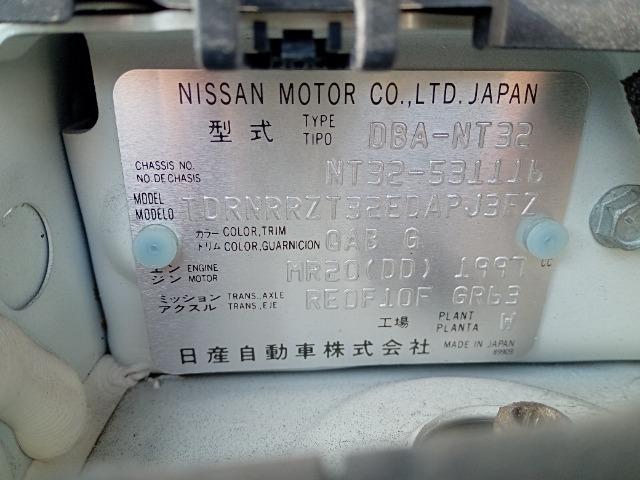 NISSAN MOTOR CO.,LTD. JAPAN
型式 TYPE TIPO DBA-NT32
CHASSIS NO. NO.DE CHASIS NT32-531116
MODEL MODELO TDRNRRZT32EDAPJ3FZ
カラー COLOR,TRIM トリム COLOR,GUARNICION QAB G
エンジン ENGINE MOTOR MR20(DD) 1997 CC
ミッション TRANS.,AXLE アクスル TRANS.,EJE RE0F10F GR63
工場 PLANT PLANTA W
日産自動車株式会社 MADE IN JAPAN